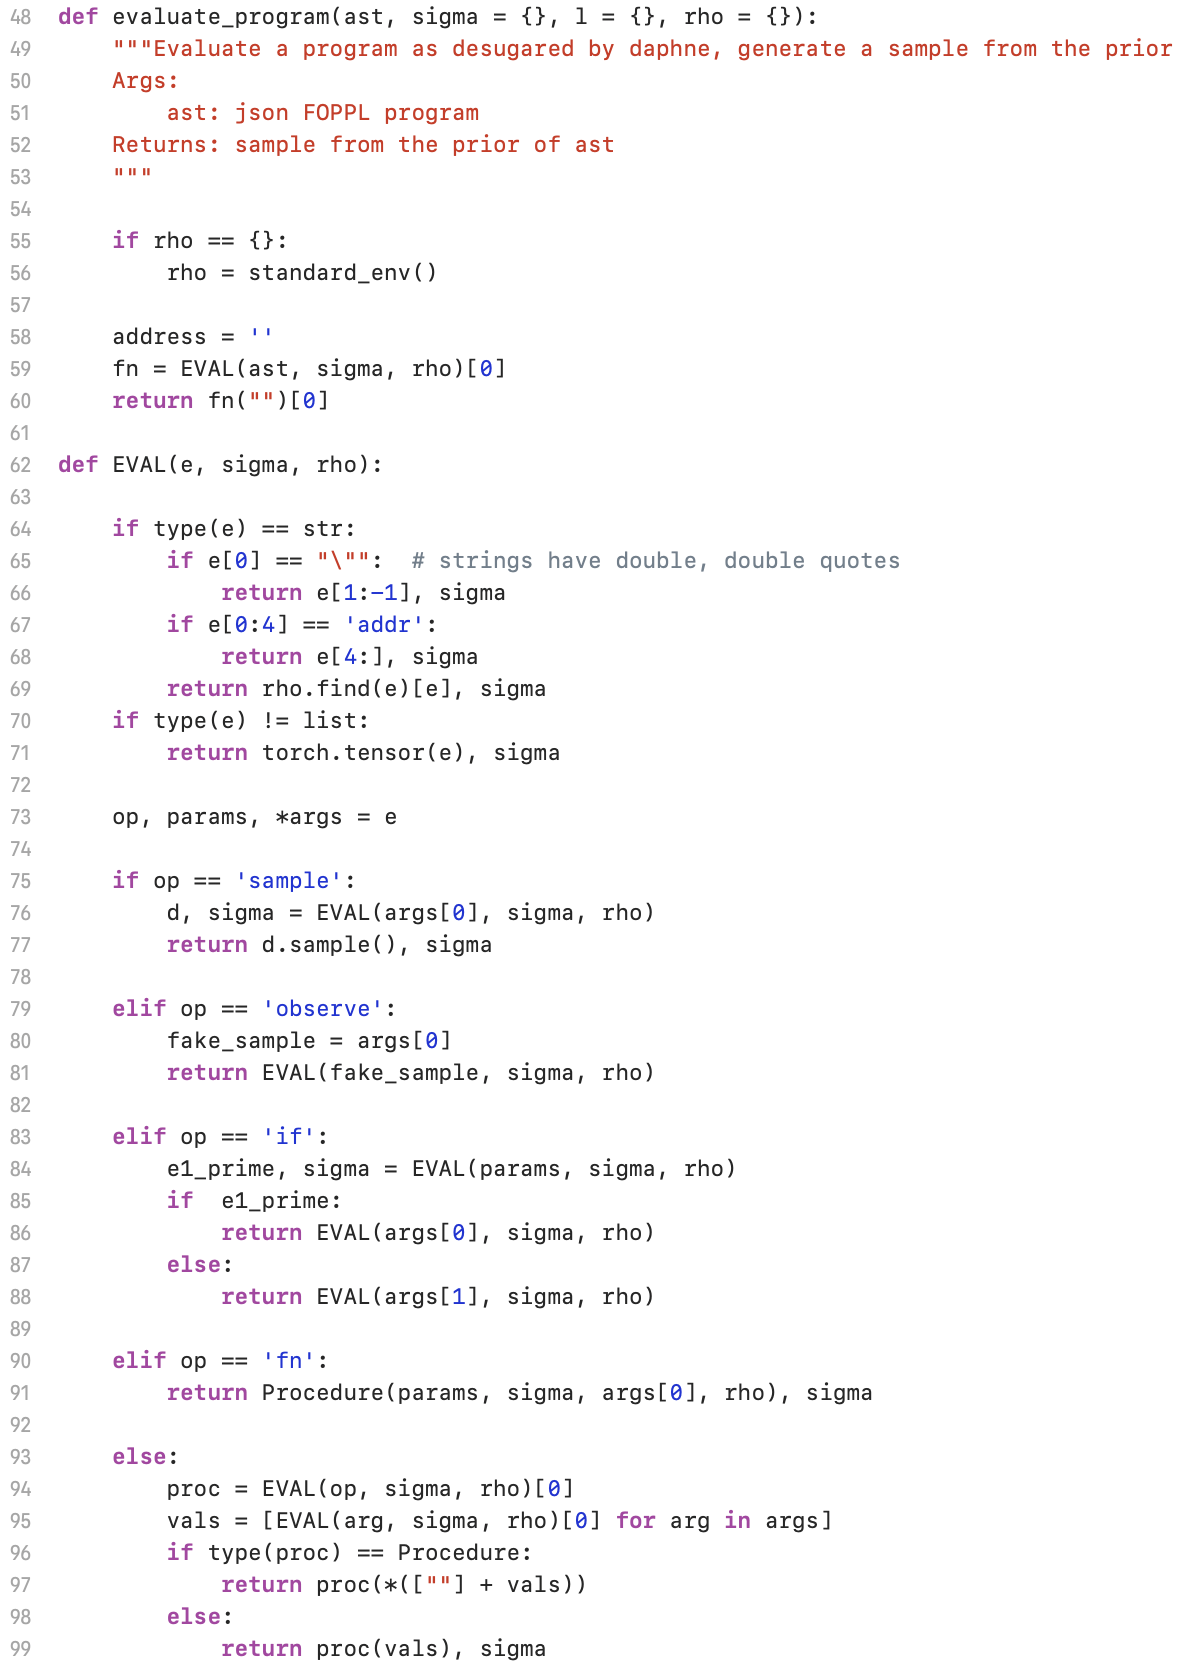 48 def evaluate_program(ast, sigma = {}, l = {}, rho = {}):
49     """Evaluate a program as desugared by daphne, generate a sample from the prior
50     Args:
51         ast: json FOPPL program
52     Returns: sample from the prior of ast
53     """
54
55     if rho == {}:
56         rho = standard_env()
57
58     address = ''
59     fn = EVAL(ast, sigma, rho)[0]
60     return fn("")[0]
61
62 def EVAL(e, sigma, rho):
63
64     if type(e) == str:
65         if e[0] == "\"":  # strings have double, double quotes
66             return e[1:-1], sigma
67         if e[0:4] == 'addr':
68             return e[4:], sigma
69         return rho.find(e)[e], sigma
70     if type(e) != list:
71         return torch.tensor(e), sigma
72
73     op, params, *args = e
74
75     if op == 'sample':
76         d, sigma = EVAL(args[0], sigma, rho)
77         return d.sample(), sigma
78
79     elif op == 'observe':
80         fake_sample = args[0]
81         return EVAL(fake_sample, sigma, rho)
82
83     elif op == 'if':
84         e1_prime, sigma = EVAL(params, sigma, rho)
85         if  e1_prime:
86             return EVAL(args[0], sigma, rho)
87         else:
88             return EVAL(args[1], sigma, rho)
89
90     elif op == 'fn':
91         return Procedure(params, sigma, args[0], rho), sigma
92
93     else:
94         proc = EVAL(op, sigma, rho)[0]
95         vals = [EVAL(arg, sigma, rho)[0] for arg in args]
96         if type(proc) == Procedure:
97             return proc(*([""] + vals))
98         else:
99             return proc(vals), sigma